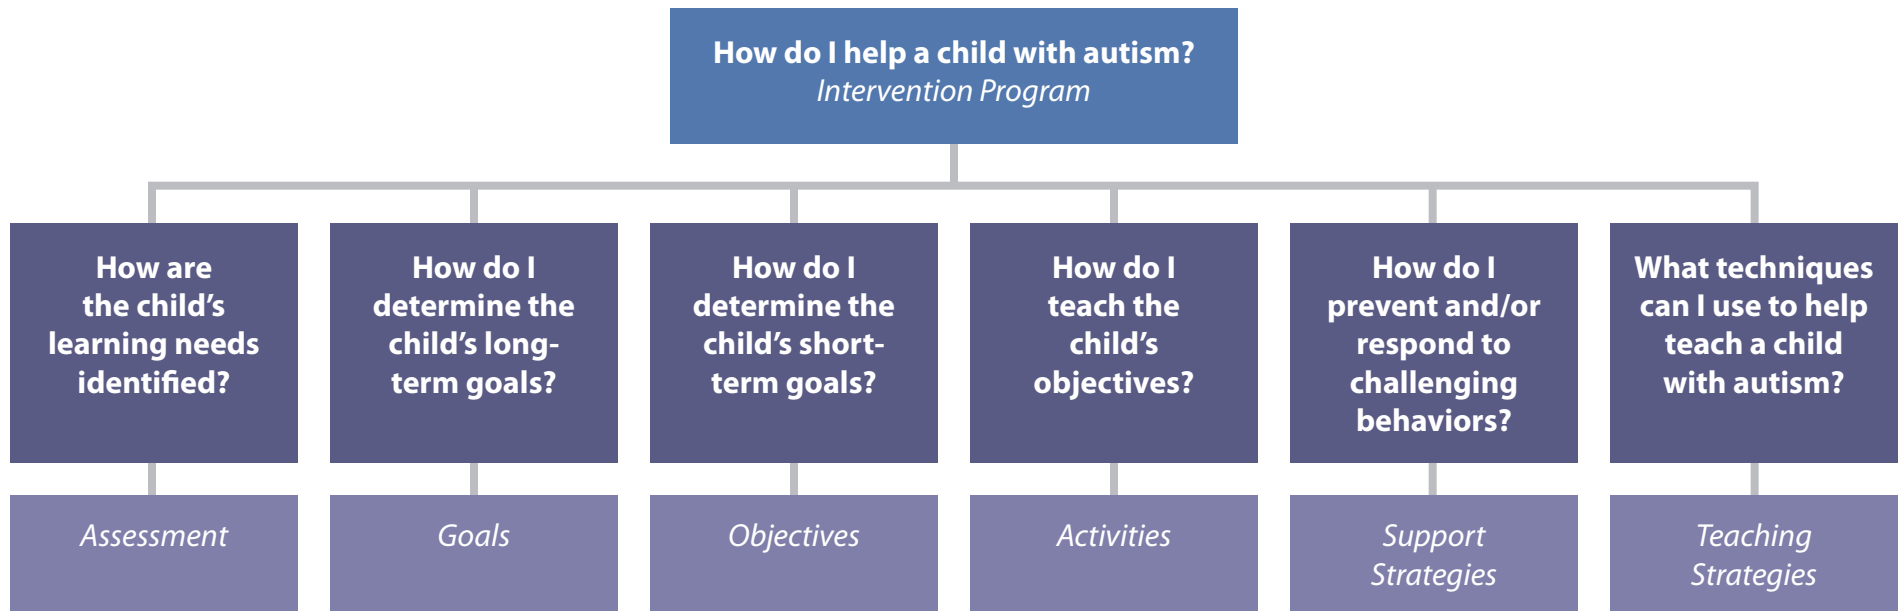 How do I help a child with autism?
Intervention Program
How are
the child’s
learning needs
identified?
How do I
determine the
child’s long-
term goals?
How do I
determine the
child’s short-
term goals?
How do I
teach the
child’s
objectives?
How do I
prevent and/or
respond to
challenging
behaviors?
What techniques
can I use to help
teach a child
with autism?
Assessment
Goals
Objectives
Activities
Support
Strategies
Teaching
Strategies